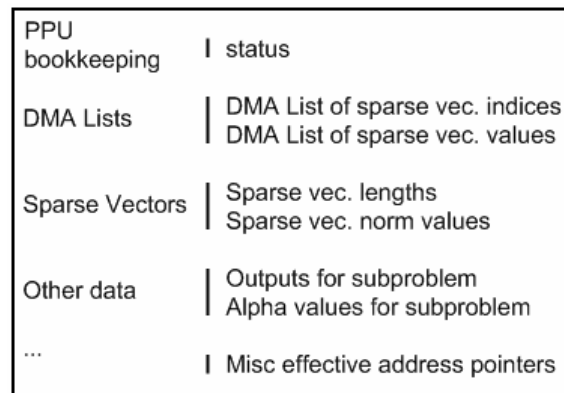 PPU
bookkeeping
status
DMA Lists
DMA List of sparse vec. indices
DMA List of sparse vec. values
Sparse Vectors
Sparse vec. lengths
Sparse vec. norm values
Other data
Outputs for subproblem
Alpha values for subproblem
...
Misc effective address pointers